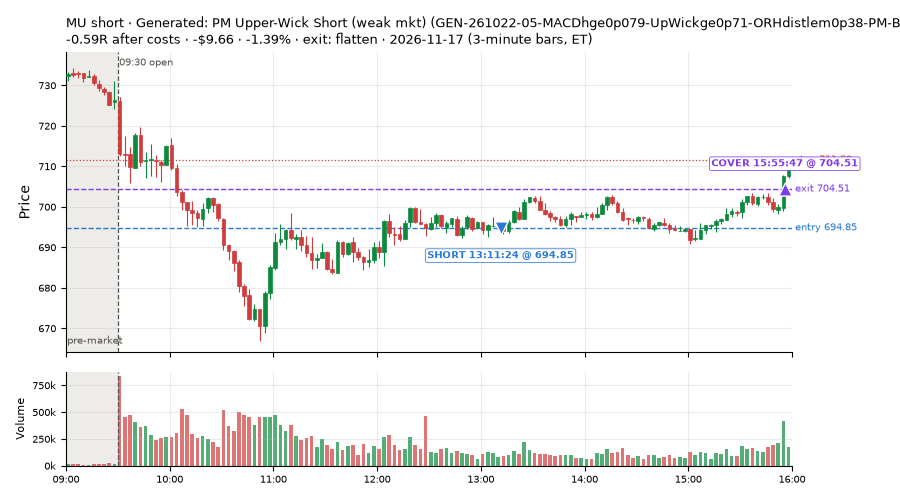 MU short · Generated: PM Upper-Wick Short (weak mkt) (GEN-261022-05-MACDhge0p079-UpWickge0p71-ORHdistlem0p38-PM-B
-0.59R after costs · -$9.66 · -1.39% · exit: flatten · 2026-11-17 (3-minute bars, ET)
09:30 open
730
720
710
700
690
680
670
Price
COVER 15:55:47 @ 704.51
exit 704.51
entry 694.85
SHORT 13:11:24 @ 694.85
pre-market
750k
500k
250k
0k
Volume
09:00
10:00
11:00
12:00
13:00
14:00
15:00
16:00